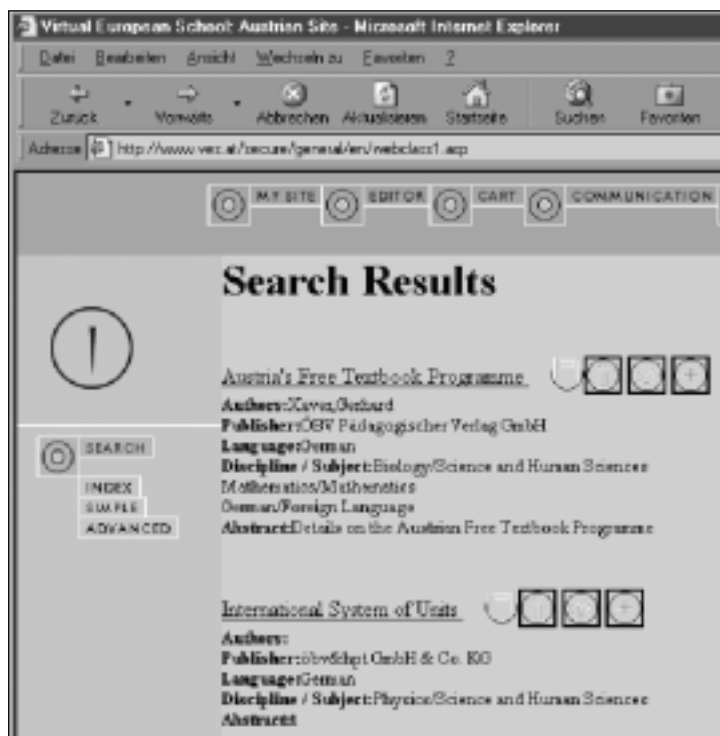 Virtual European School: Austrian Site - Microsoft Internet Explorer
Datei Bearbeiten Ansicht Wechseln zu Favoriten ?
Zurück Vorwärts Abbrechen Aktualisieren Startseite Suchen Favoriten
Adresse http://www.ves.at/secure/general/en/webclass1.asp
MY SITE EDITOR CART COMMUNICATION
Search Results
Austria's Free Textbook Programme
Authors:Xaver,Gerhard
Publisher:ÖBV Pädagogischer Verlag GmbH
Language:German
Discipline / Subject:Biology/Science and Human Sciences
Mathematics/Mathematics
German/Foreign Language
Abstract:Details on the Austrian Free Textbook Programme
SEARCH
INDEX
SIMPLE
ADVANCED
International System of Units
Authors:
Publisher:öbv&hpt GmbH & Co. KG
Language:German
Discipline / Subject:Physics/Science and Human Sciences
Abstract: